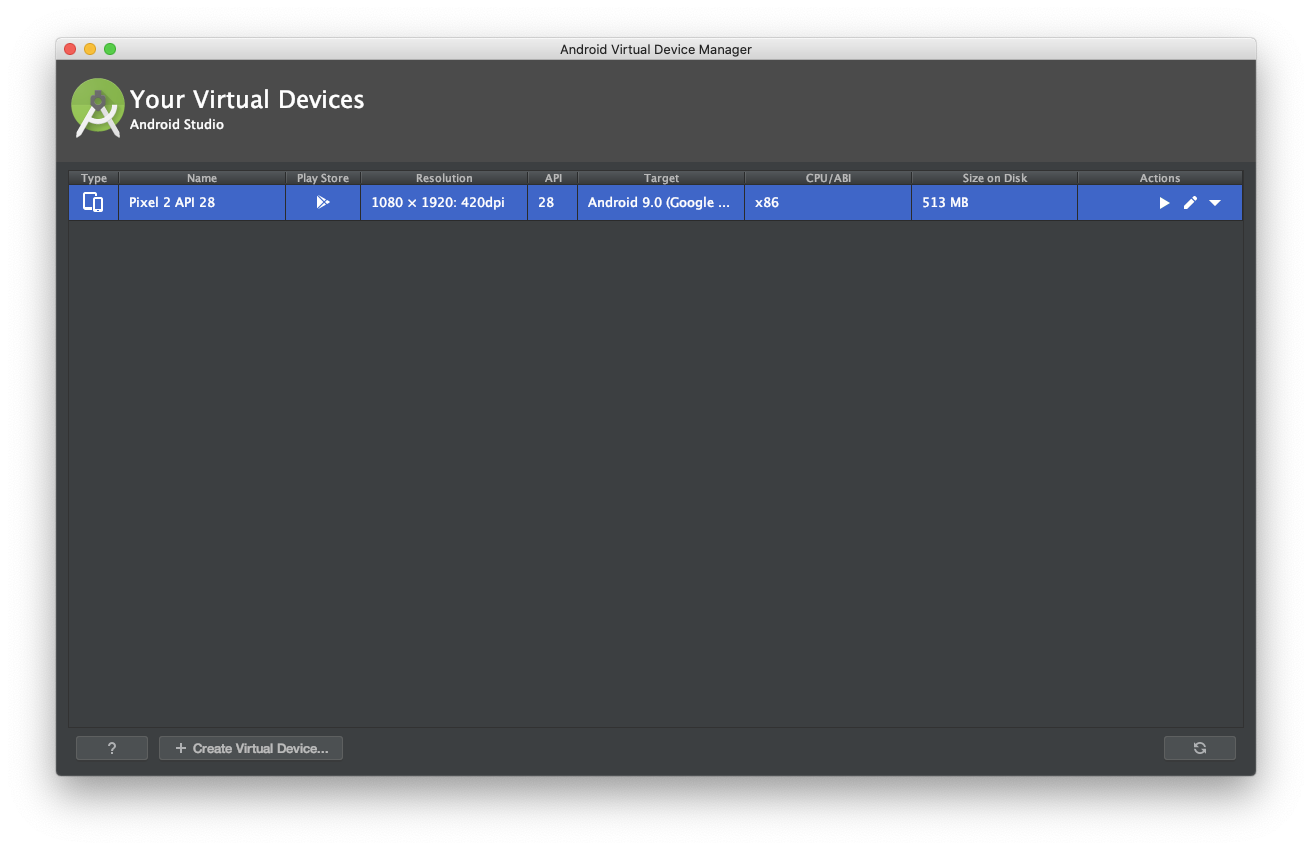 Android Virtual Device Manager
Your Virtual Devices
Android Studio
Type Name Play Store Resolution API Target CPU/ABI Size on Disk Actions
Pixel 2 API 28 1080 × 1920: 420dpi 28 Android 9.0 (Google ... x86 513 MB
? + Create Virtual Device...